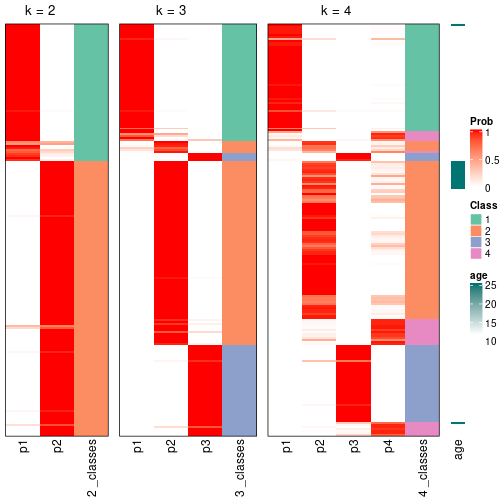 k = 2
k = 3
k = 4
p1
p2
2_classes
p1
p2
p3
3_classes
p1
p2
p3
p4
4_classes
age
Prob
1
0.5
0
Class
1
2
3
4
age
25
20
15
10